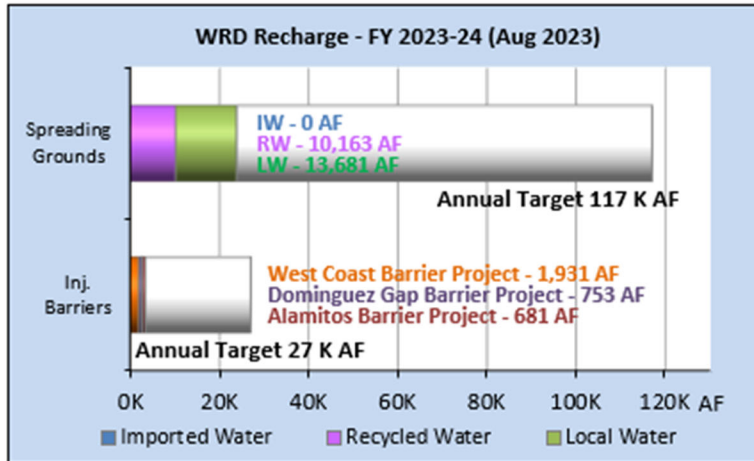 WRD Recharge - FY 2023-24 (Aug 2023)
Spreading
Grounds
IW - 0 AF
RW - 10,163 AF
LW - 13,681 AF
Annual Target 117 K AF
Inj.
Barriers
West Coast Barrier Project - 1,931 AF
Dominguez Gap Barrier Project - 753 AF
Alamitos Barrier Project - 681 AF
Annual Target 27 K AF
0K 20K 40K 60K 80K 100K 120K AF
Imported Water Recycled Water Local Water